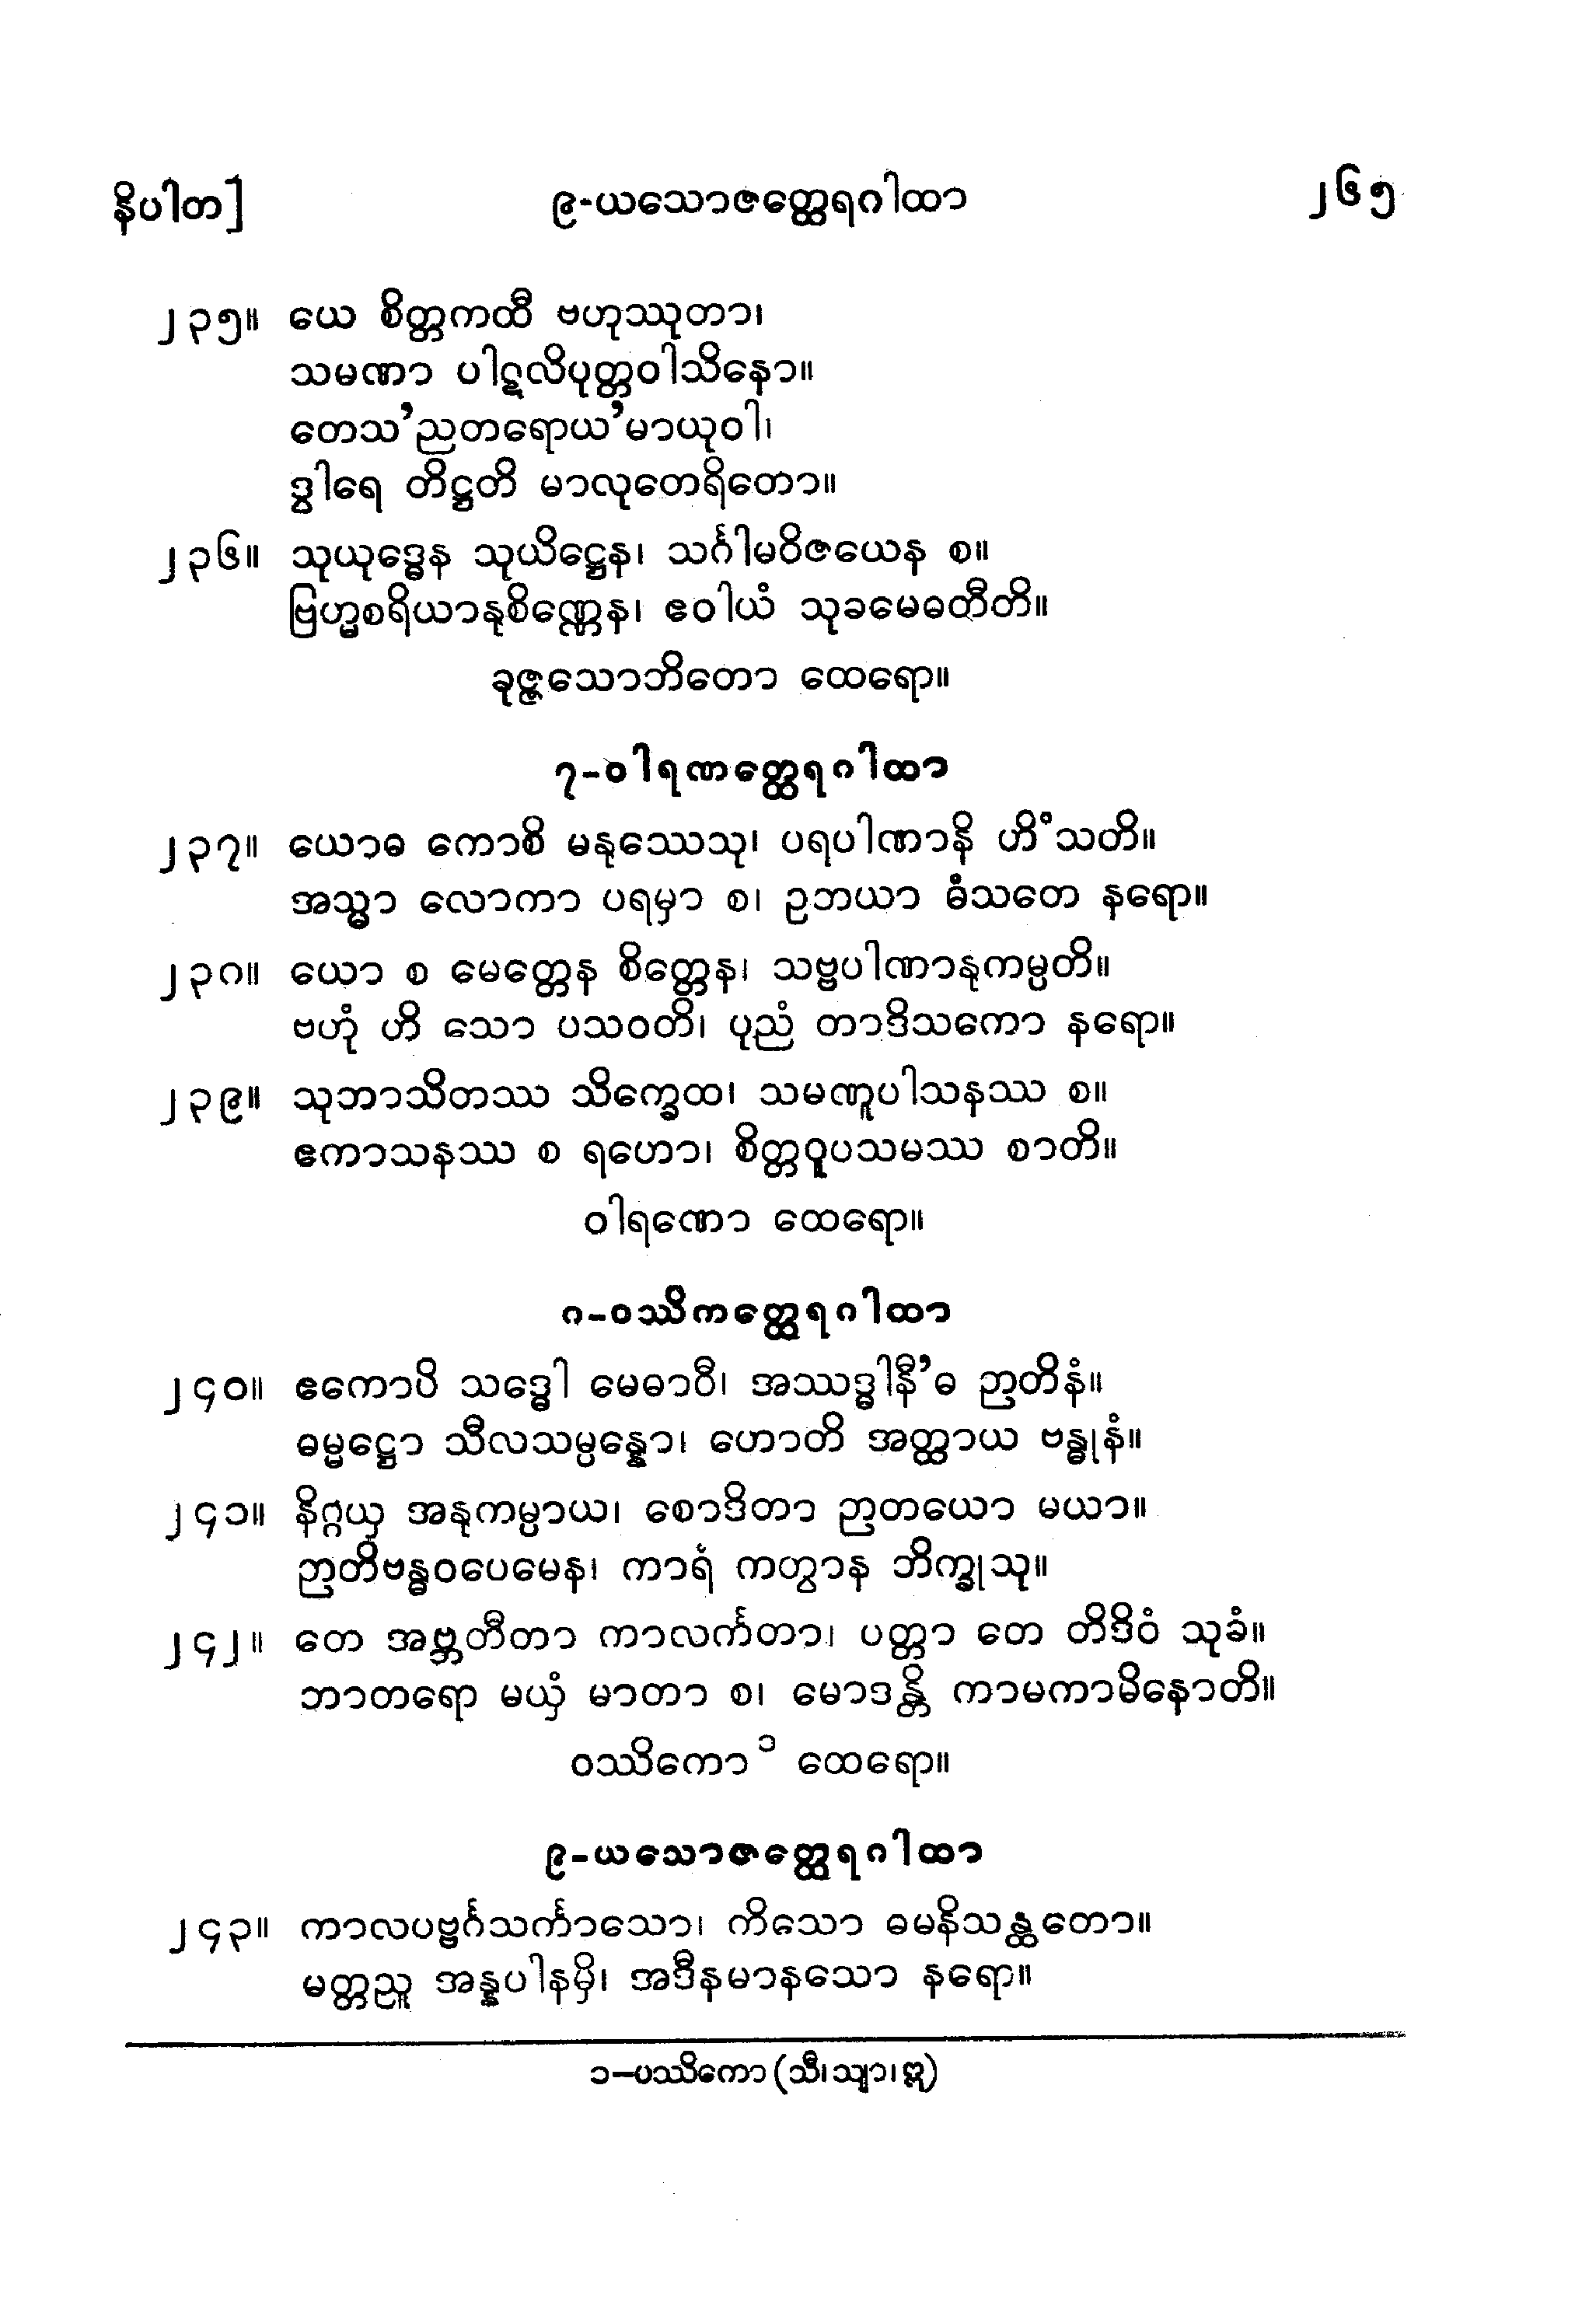 နိပါတ]
၉-ယသောဇတ္ထေရဂါထာ
၂၆၅
၂၃၅။ ယေ စိတ္တကထီ ဗဟုဿုတာ၊
သမဏာ ပါဋလိပုတ္တဝါသိနော။
တေသ’ညတရောယ’မာယုဝါ၊
ဒွါရေ တိဋ္ဌတိ မာလုတေရိတော။
၂၃၆။ သုယုဒ္ဓေန သုယိဋ္ဌေန၊ သင်္ဂါမဝိဇယေန စ။
ဗြဟ္မစရိယာနုစိဏ္ဏေန၊ ဧဝါယံ သုခမေဓတီတိ။
ခုဇ္ဇသောဘိတော ထေရော။
၇-ဝါရဏတ္ထေရဂါထာ
၂၃၇။ ယောဓ ကောစိ မနုဿေသု၊ ပရပါဏာနိ ဟိံသတိ။
အသ္မာ လောကာ ပရမှာ စ၊ ဥဘယာ ဓံသတေ နရော။
၂၃၈။ ယော စ မေတ္တေန စိတ္တေန၊ သဗ္ဗပါဏာနုကမ္ပတိ။
ဗဟုံ ဟိ သော ပသဝတိ၊ ပုညံ တာဒိသကော နရော။
၂၃၉။ သုဘာသိတဿ သိက္ခေထ၊ သမဏူပါသနဿ စ။
ဧကာသနဿ စ ရဟော၊ စိတ္တဝူပသမဿ စာတိ။
ဝါရဏော ထေရော။
၈-ဝဿိကတ္ထေရဂါထာ
၂၄၀။ ဧကောပိ သဒ္ဓေါ မေဓာဝီ၊ အဿဒ္ဓါနီ’ဓ ဉာတိနံ။
ဓမ္မဋ္ဌော သီလသမ္ပန္နော၊ ဟောတိ အတ္ထာယ ဗန္ဓုနံ။
၂၄၁။ နိဂ္ဂယှ အနုကမ္ပာယ၊ စောဒိတာ ဉာတယော မယာ။
ဉာတိဗန္ဓဝပေမေန၊ ကာရံ ကတွာန ဘိက္ခုသု။
၂၄၂။ တေ အဗ္ဘတီတာ ကာလင်္ကတာ၊ ပတ္တာ တေ တိဒိဝံ သုခံ။
ဘာတရော မယှံ မာတာ စ၊ မောဒန္တိ ကာမကာမိနောတိ။
ဝဿိကော၁ ထေရော။
၉-ယသောဇတ္ထေရဂါထာ
၂၄၃။ ကာလပဗ္ဗင်္ဂသင်္ကာသော၊ ကိသော ဓမနိသန္ထတော။
မတ္တညူ အန္နပါနမှိ၊ အဒီနမာနသော နရော။
၁–ပဿိကော (သီ၊ သျာ၊ ဣ)